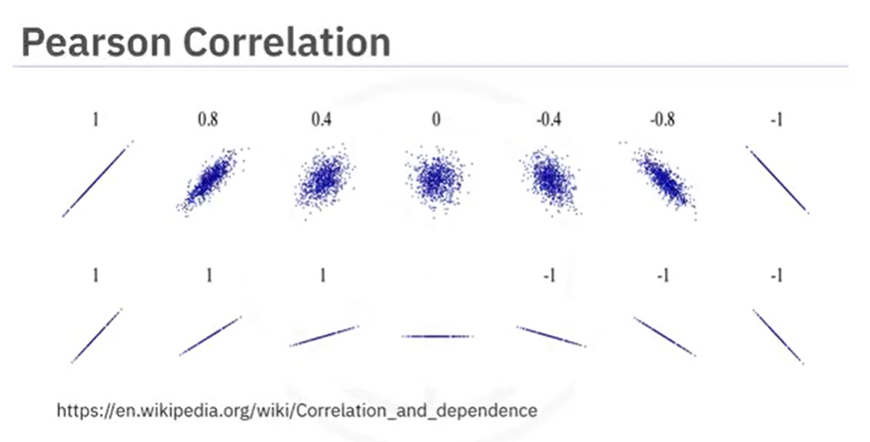 Pearson Correlation
1 0.8 0.4 0 -0.4 -0.8 -1
1 1 1 -1 -1 -1
https://en.wikipedia.org/wiki/Correlation_and_dependence